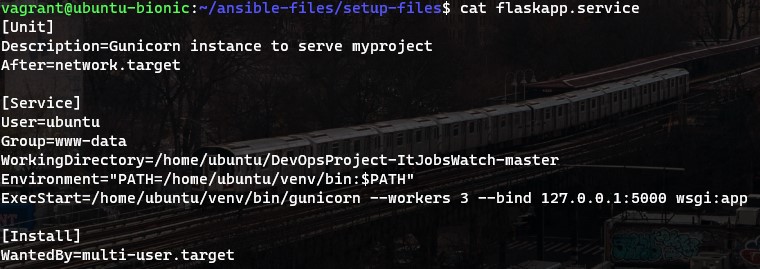 vagrant@ubuntu-bionic:~/ansible-files/setup-files$ cat flaskapp.service
[Unit]
Description=Gunicorn instance to serve myproject
After=network.target

[Service]
User=ubuntu
Group=www-data
WorkingDirectory=/home/ubuntu/DevOpsProject-ItJobsWatch-master
Environment="PATH=/home/ubuntu/venv/bin:$PATH"
ExecStart=/home/ubuntu/venv/bin/gunicorn --workers 3 --bind 127.0.0.1:5000 wsgi:app

[Install]
WantedBy=multi-user.target